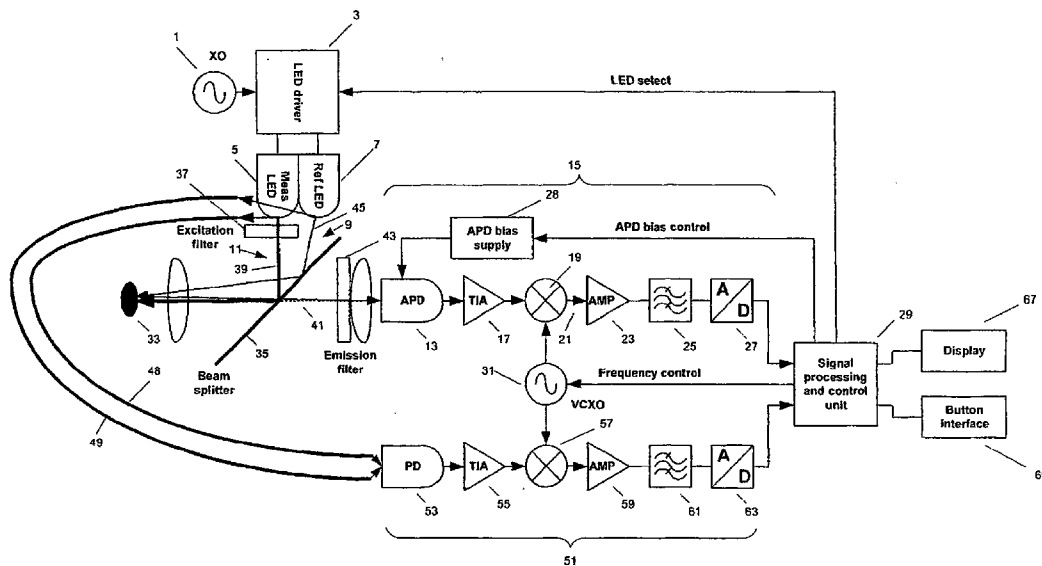 3
1
XO
LED driver
LED select
5
7
Meas LED
Ref LED
15
37
28
45
9
43
APD bias supply
APD bias control
Excitation filter
11
39
19
67
33
41
APD
TIA
AMP
A
D
29
Display
35
13
17
21
23
25
27
Emission filter
Beam splitter
31
Frequency control
Signal processing and control unit
48
VCXO
57
Button Interface
49
PD
TIA
AMP
A
D
6
53
55
59
61
63
51